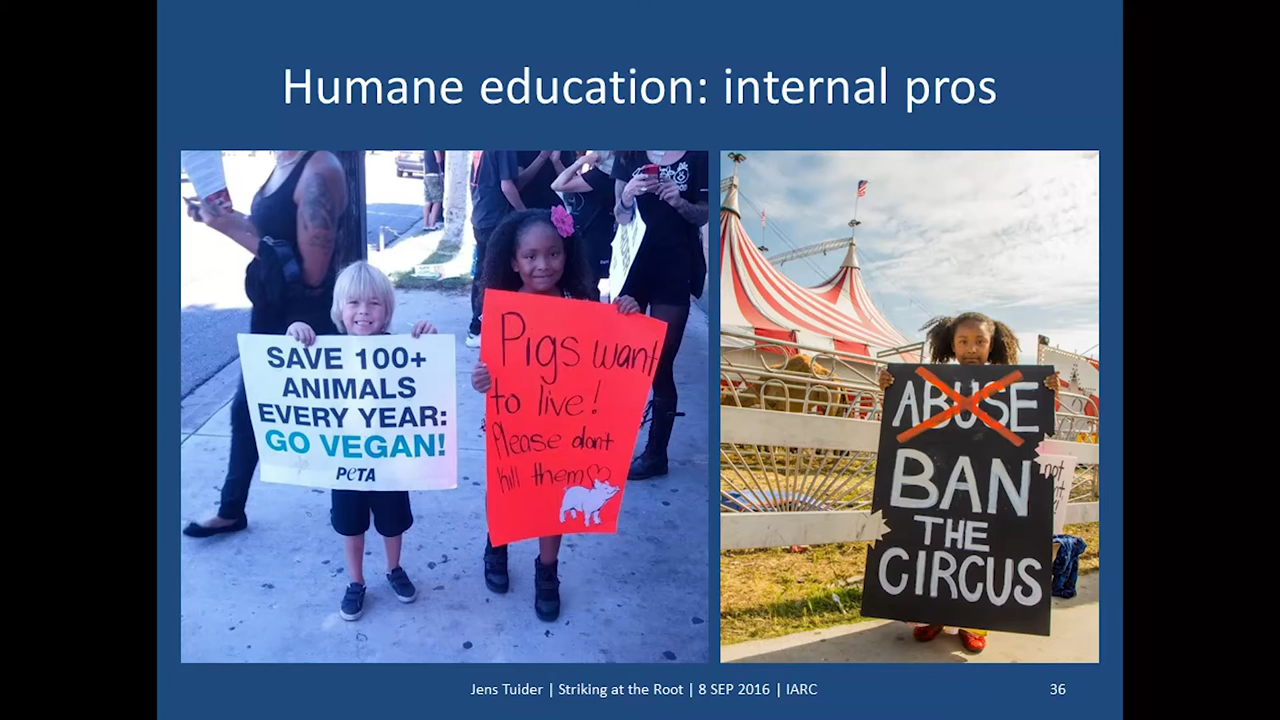 Humane education: internal pros
SAVE 100+
ANIMALS
EVERY YEAR:
GO VEGAN!
PeTA
Pigs want
to live!
Please dont
kill them
ABUSE
BAN
THE
CIRCUS
not
Jens Tuider | Striking at the Root | 8 SEP 2016 | IARC
36